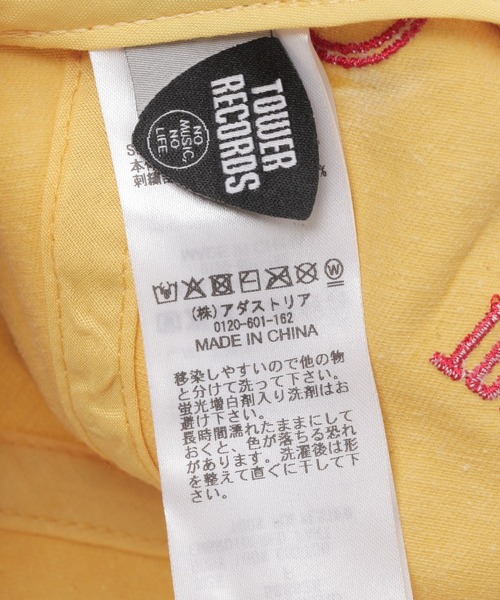 TOWER
RECORDS
NO
MUSIC,
NO
LIFE
S
本体
刺繍部
%
W
(株)アダストリア
0120-601-162
MADE IN CHINA
移染しやすいので他の物
と分けて洗って下さい。
蛍光増白剤入り洗剤はお
避け下さい。
長時間濡れたままにして
おくと、色が落ちる恐れ
があります。洗濯後は形
を整えて直ぐに干して下
さい。